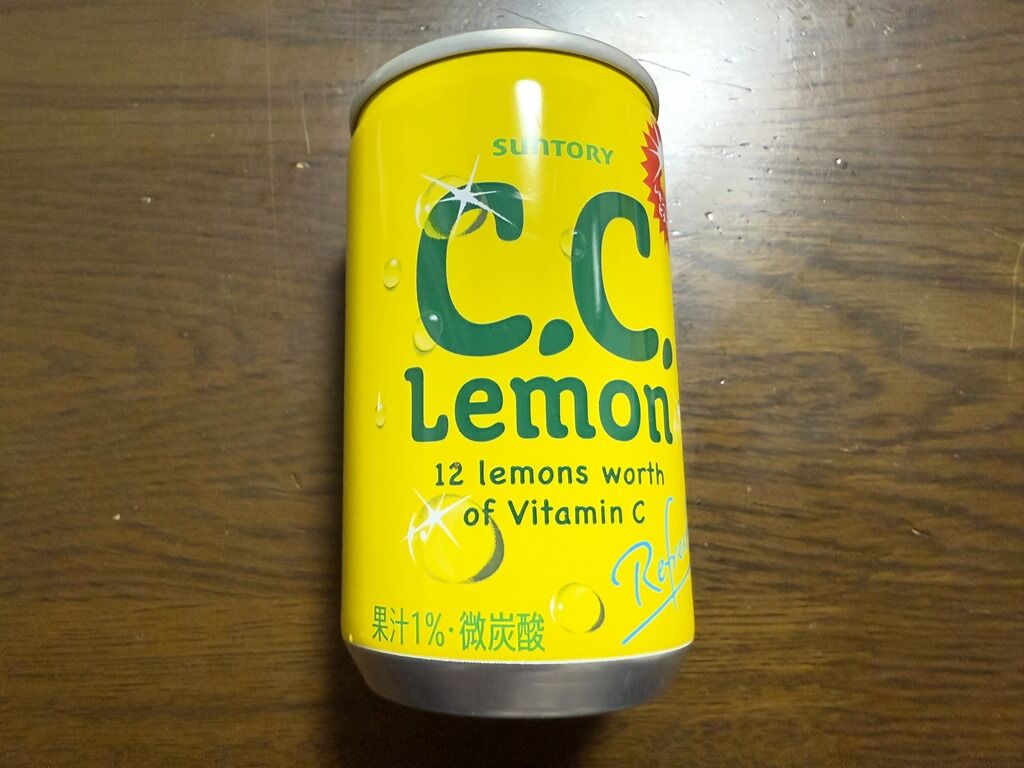 SUNTORY
C.C.
Lemon
12 lemons worth
of Vitamin C
果汁1%・微炭酸